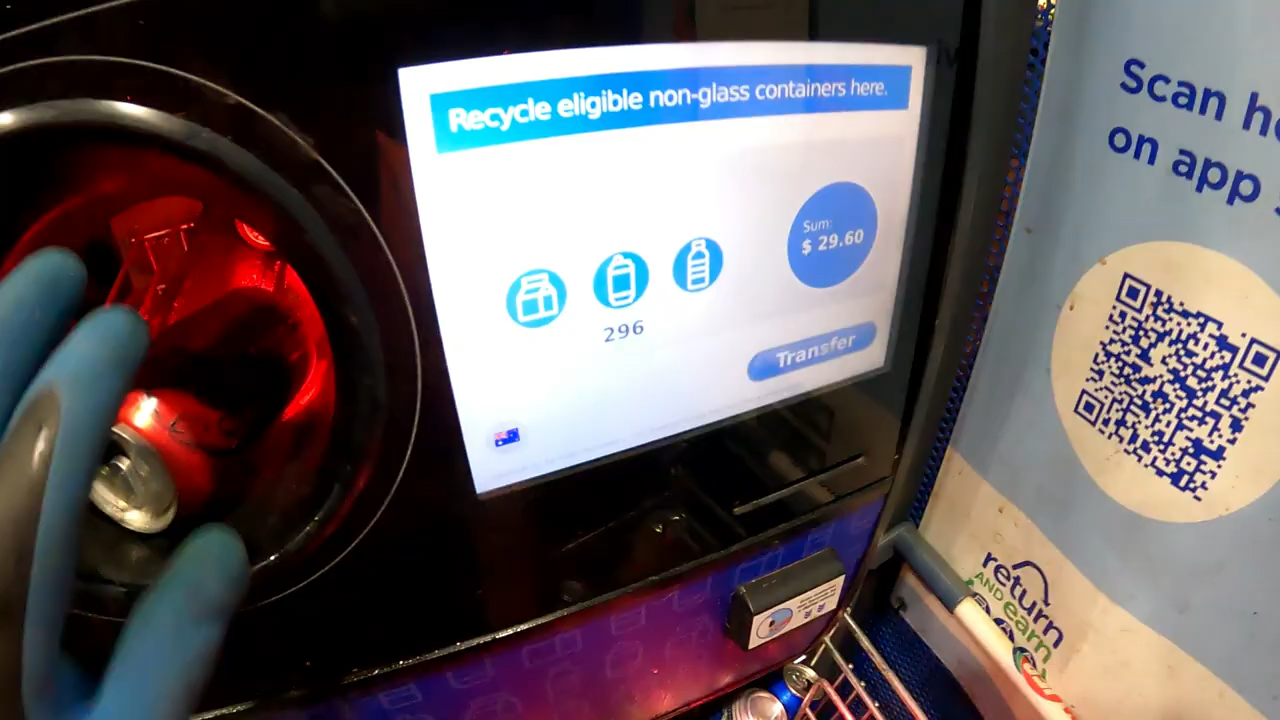 Recycle eligible non-glass containers here.
Sum:
$ 29.60
296
Transfer
Scan
on app
return
AND earn